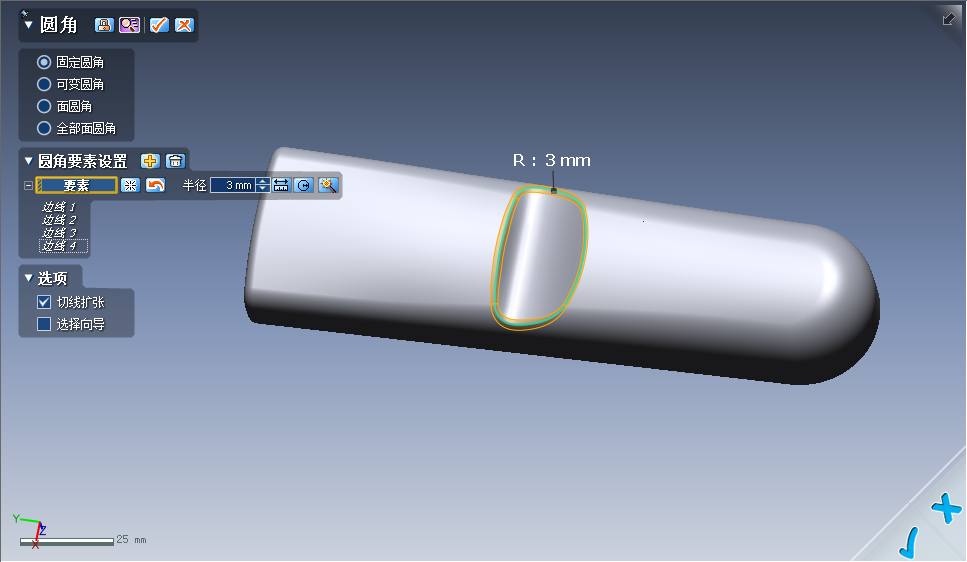 圆角
固定圆角
可变圆角
面圆角
全部面圆角
圆角要素设置
要素 半径 3 mm
边线 1
边线 2
边线 3
边线 4
选项
切线扩张
选择向导
R : 3 mm
Y
Z
X
25 mm